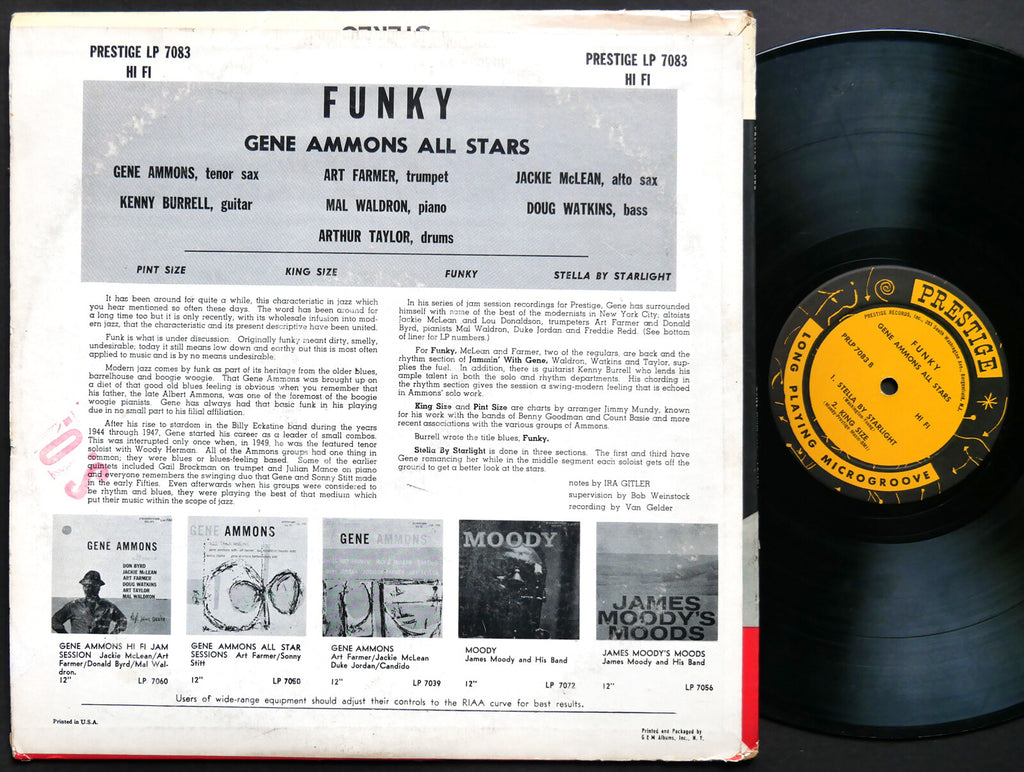 STEREO
PRESTIGE LP 7083
HI FI
PRESTIGE LP 7083
HI FI
FUNKY
GENE AMMONS ALL STARS
GENE AMMONS, tenor sax
ART FARMER, trumpet
JACKIE McLEAN, alto sax
KENNY BURRELL, guitar
MAL WALDRON, piano
DOUG WATKINS, bass
ARTHUR TAYLOR, drums
PINT SIZE
KING SIZE
FUNKY
STELLA BY STARLIGHT
It has been around for quite a while, this characteristic in jazz which
you hear mentioned so often these days. The word has been around for
a long time too but it is only recently, with its wholesale infusion into mod-
ern jazz, that the characteristic and its present descriptive have been united.
Funk is what is under discussion. Originally funky meant dirty, smelly,
undesirable, today it still means low down and earthy but this is most often
applied to music and is by no means undesirable.
Modern jazz comes by funk as part of its heritage from the older blues,
barrelhouse and boogie woogie. That Gene Ammons was brought up on
a diet of that good old blues feeling is obvious when you remember that
his father, the late Albert Ammons, was one of the foremost of the boogie
woogie pianists. Gene has always had that basic funk in his playing
due in no small part to his filial affiliation.
After his rise to stardom in the Billy Eckstine band during the years
1944 through 1947, Gene started his career as a leader of small combos.
This was interrupted only once when, in 1949, he was the featured tenor
soloist with Woody Herman. All of the Ammons groups had one thing in
common; they were blues or blues-feeling based. Some of the earlier
included Gail Brockman on trumpet and Julian Mance on piano
and everyone remembers the swinging duo that Gene and Sonny Stitt made
in the early Fifties. Even afterwards when his groups were considered to
be rhythm and blues, they were playing the best of that medium which
put their music within the scope of jazz.
In his series of jam session recordings for Prestige, Gene has surrounded
himself with some of the best of the modernists in New York City; altoists
Jackie McLean and Lou Donaldson, trumpeters Art Farmer and Donald
Byrd, pianists Mal Waldron, Duke Jordan and Freddie Redd. (See bottom
of liner for LP numbers.)
For Funky, McLean and Farmer, two of the regulars, are back and the
rhythm section of Jammin' With Gene, Waldron, Watkins and Taylor, sup-
plies the fuel. In addition, there is guitarist Kenny Burrell who lends his
ample talent in both the solo and rhythm departments. His chording in
the rhythm section gives the session a swing-modern feeling that is echoed
in Ammons' solo work.
King Size and Pint Size are charts by arranger Jimmy Mundy, known
for his work with the bands of Benny Goodman and Count Basie and more
recent associations with the various groups of Ammons.
Burrell wrote the title blues, Funky.
Stella By Starlight is done in three sections. The first and third have
Gene romancing her while in the middle segment each soloist gets off the
ground to get a better look at the stars.
notes by IRA GITLER
supervision by Bob Weinstock
recording by Van Gelder
GENE AMMONS
DON BYRD
JACKIE McLEAN
ART FARMER
DOUG WATKINS
ART TAYLOR
MAL WALDRON
GENE AMMONS
GENE AMMONS
MOODY
JAMES
MOODY'S
MOODS
GENE AMMONS HI FI JAM
SESSION Jackie McLean/Art
Farmer/Donald Byrd/Mal Wal-
dron.
12" LP 7060
GENE AMMONS ALL STAR
SESSIONS Art Farmer/Sonny
Stitt
12" LP 7050
GENE AMMONS
Art Farmer/Jackie McLean
Duke Jordan/Candido
12" LP 7039
MOODY
James Moody and His Band
12" LP 7072
JAMES MOODY'S MOODS
James Moody and His Band
12" LP 7056
Users of wide-range equipment should adjust their controls to the RIAA curve for best results.
Printed in U.S.A.
Printed and Packaged by
G E M Albums, Inc., N. Y.
PRESTIGE
LONG PLAYING MICROGROOVE
FUNKY
GENE AMMONS ALL STARS
PRLP 7083 B
HI FI
1. STELLA BY STARLIGHT
2. KING SIZE